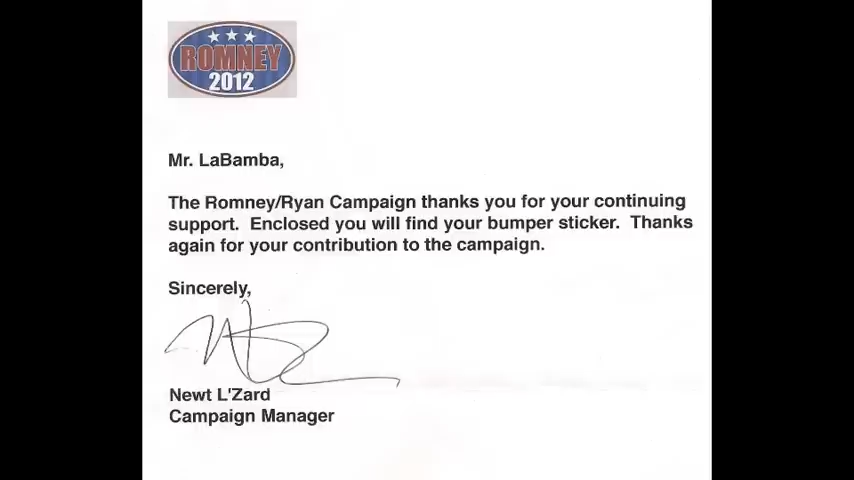 ROMNEY
2012
Mr. LaBamba,
The Romney/Ryan Campaign thanks you for your continuing
support.  Enclosed you will find your bumper sticker.  Thanks
again for your contribution to the campaign.
Sincerely,
Newt L'Zard
Campaign Manager